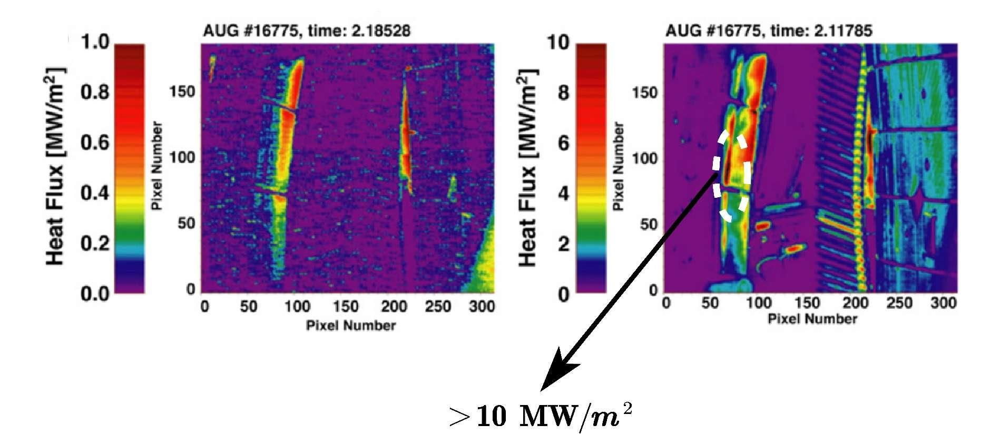 AUG #16775, time: 2.18528
Heat Flux [MW/m²]
1.0
0.8
0.6
0.4
0.2
0.0
Pixel Number
150
100
50
0
0 50 100 150 200 250 300
Pixel Number
AUG #16775, time: 2.11785
Heat Flux [MW/m²]
10
8
6
4
2
0
Pixel Number
150
100
50
0
0 50 100 150 200 250 300
Pixel Number
>10 MW/m²